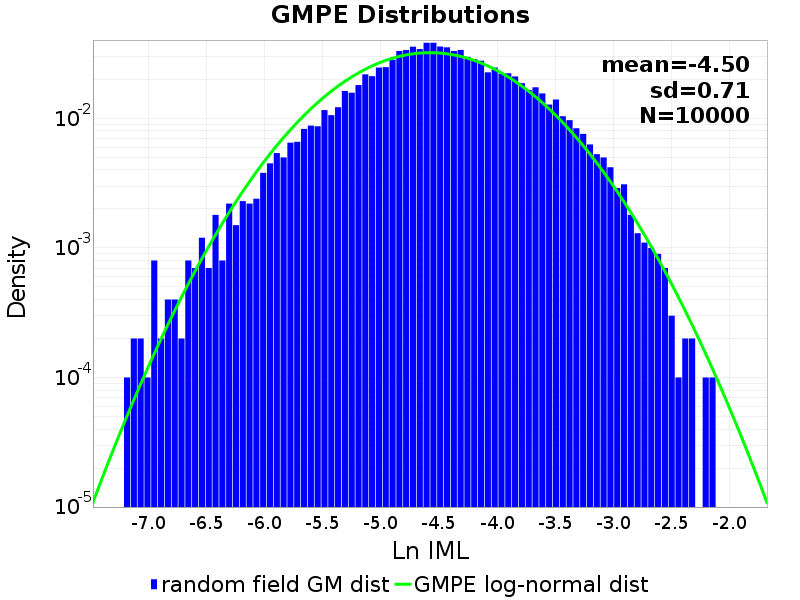 GMPE Distributions
mean=-4.50
sd=0.71
N=10000
Density
10-2
10-3
10-4
10-5
-7.0 -6.5 -6.0 -5.5 -5.0 -4.5 -4.0 -3.5 -3.0 -2.5 -2.0
Ln IML
random field GM dist GMPE log-normal dist